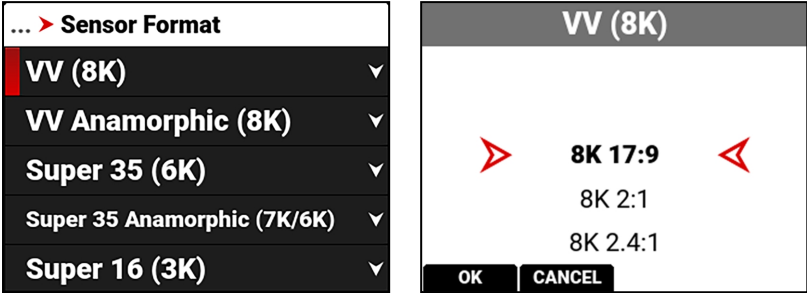 ... > Sensor Format
VV (8K)
VV Anamorphic (8K)
Super 35 (6K)
Super 35 Anamorphic (7K/6K)
Super 16 (3K)
VV (8K)
8K 17:9
8K 2:1
8K 2.4:1
OK CANCEL